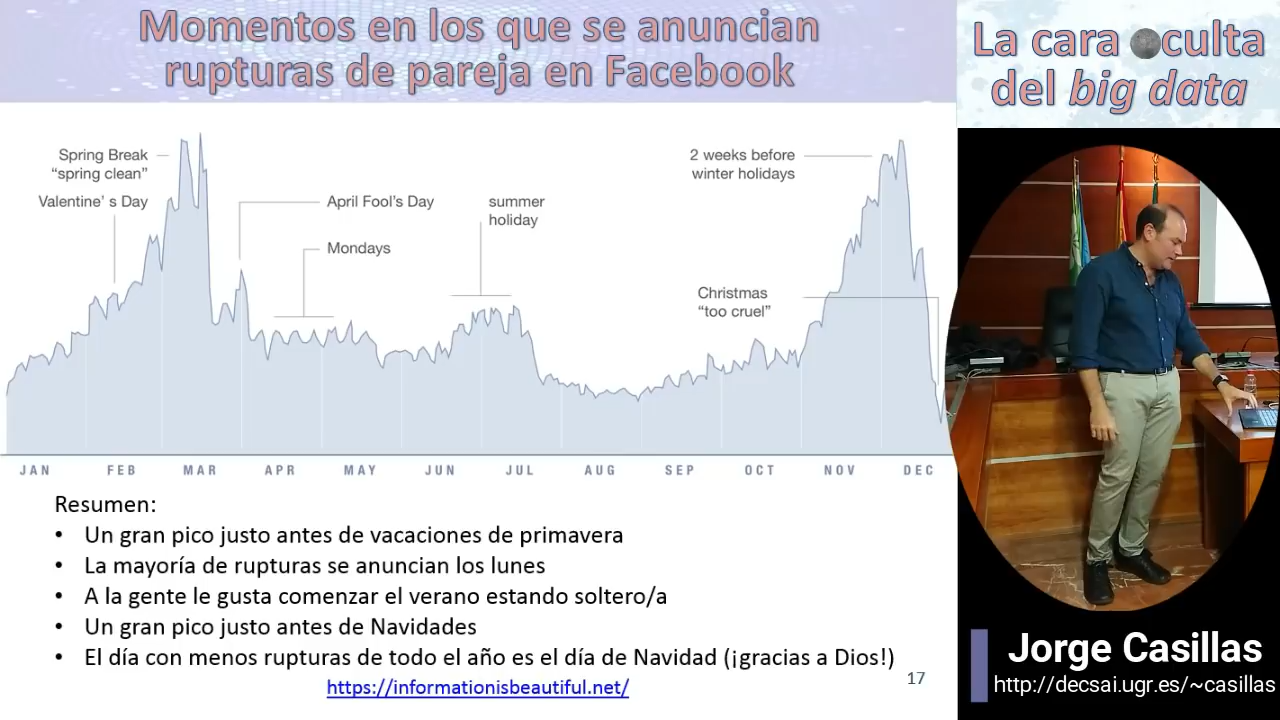 Momentos en los que se anuncian
rupturas de pareja en Facebook
Spring Break
“spring clean”
Valentine’ s Day
April Fool’s Day
Mondays
summer
holiday
2 weeks before
winter holidays
Christmas
“too cruel”
JAN FEB MAR APR MAY JUN JUL AUG SEP OCT NOV DEC
Resumen:
• Un gran pico justo antes de vacaciones de primavera
• La mayoría de rupturas se anuncian los lunes
• A la gente le gusta comenzar el verano estando soltero/a
• Un gran pico justo antes de Navidades
• El día con menos rupturas de todo el año es el día de Navidad (¡gracias a Dios!)
https://informationisbeautiful.net/
17
La cara oculta
del big data
Jorge Casillas
http://decsai.ugr.es/~casillas